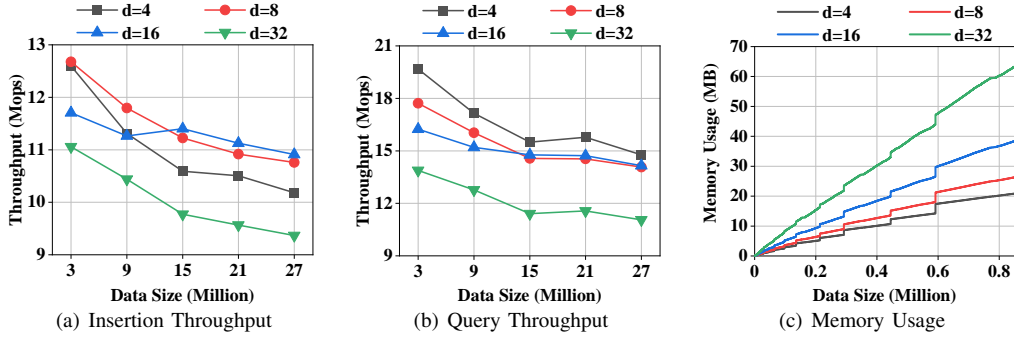 d=4 d=8
d=16 d=32
13
12
11
10
9
Throughput (Mops)
3 9 15 21 27
Data Size (Million)
(a) Insertion Throughput
d=4 d=8
d=16 d=32
21
18
15
12
9
Throughput (Mops)
3 9 15 21 27
Data Size (Million)
(b) Query Throughput
d=4 d=8
d=16 d=32
70
60
50
40
30
20
10
0
Memory Usage (MB)
0 0.2 0.4 0.6 0.8
Data Size (Million)
(c) Memory Usage